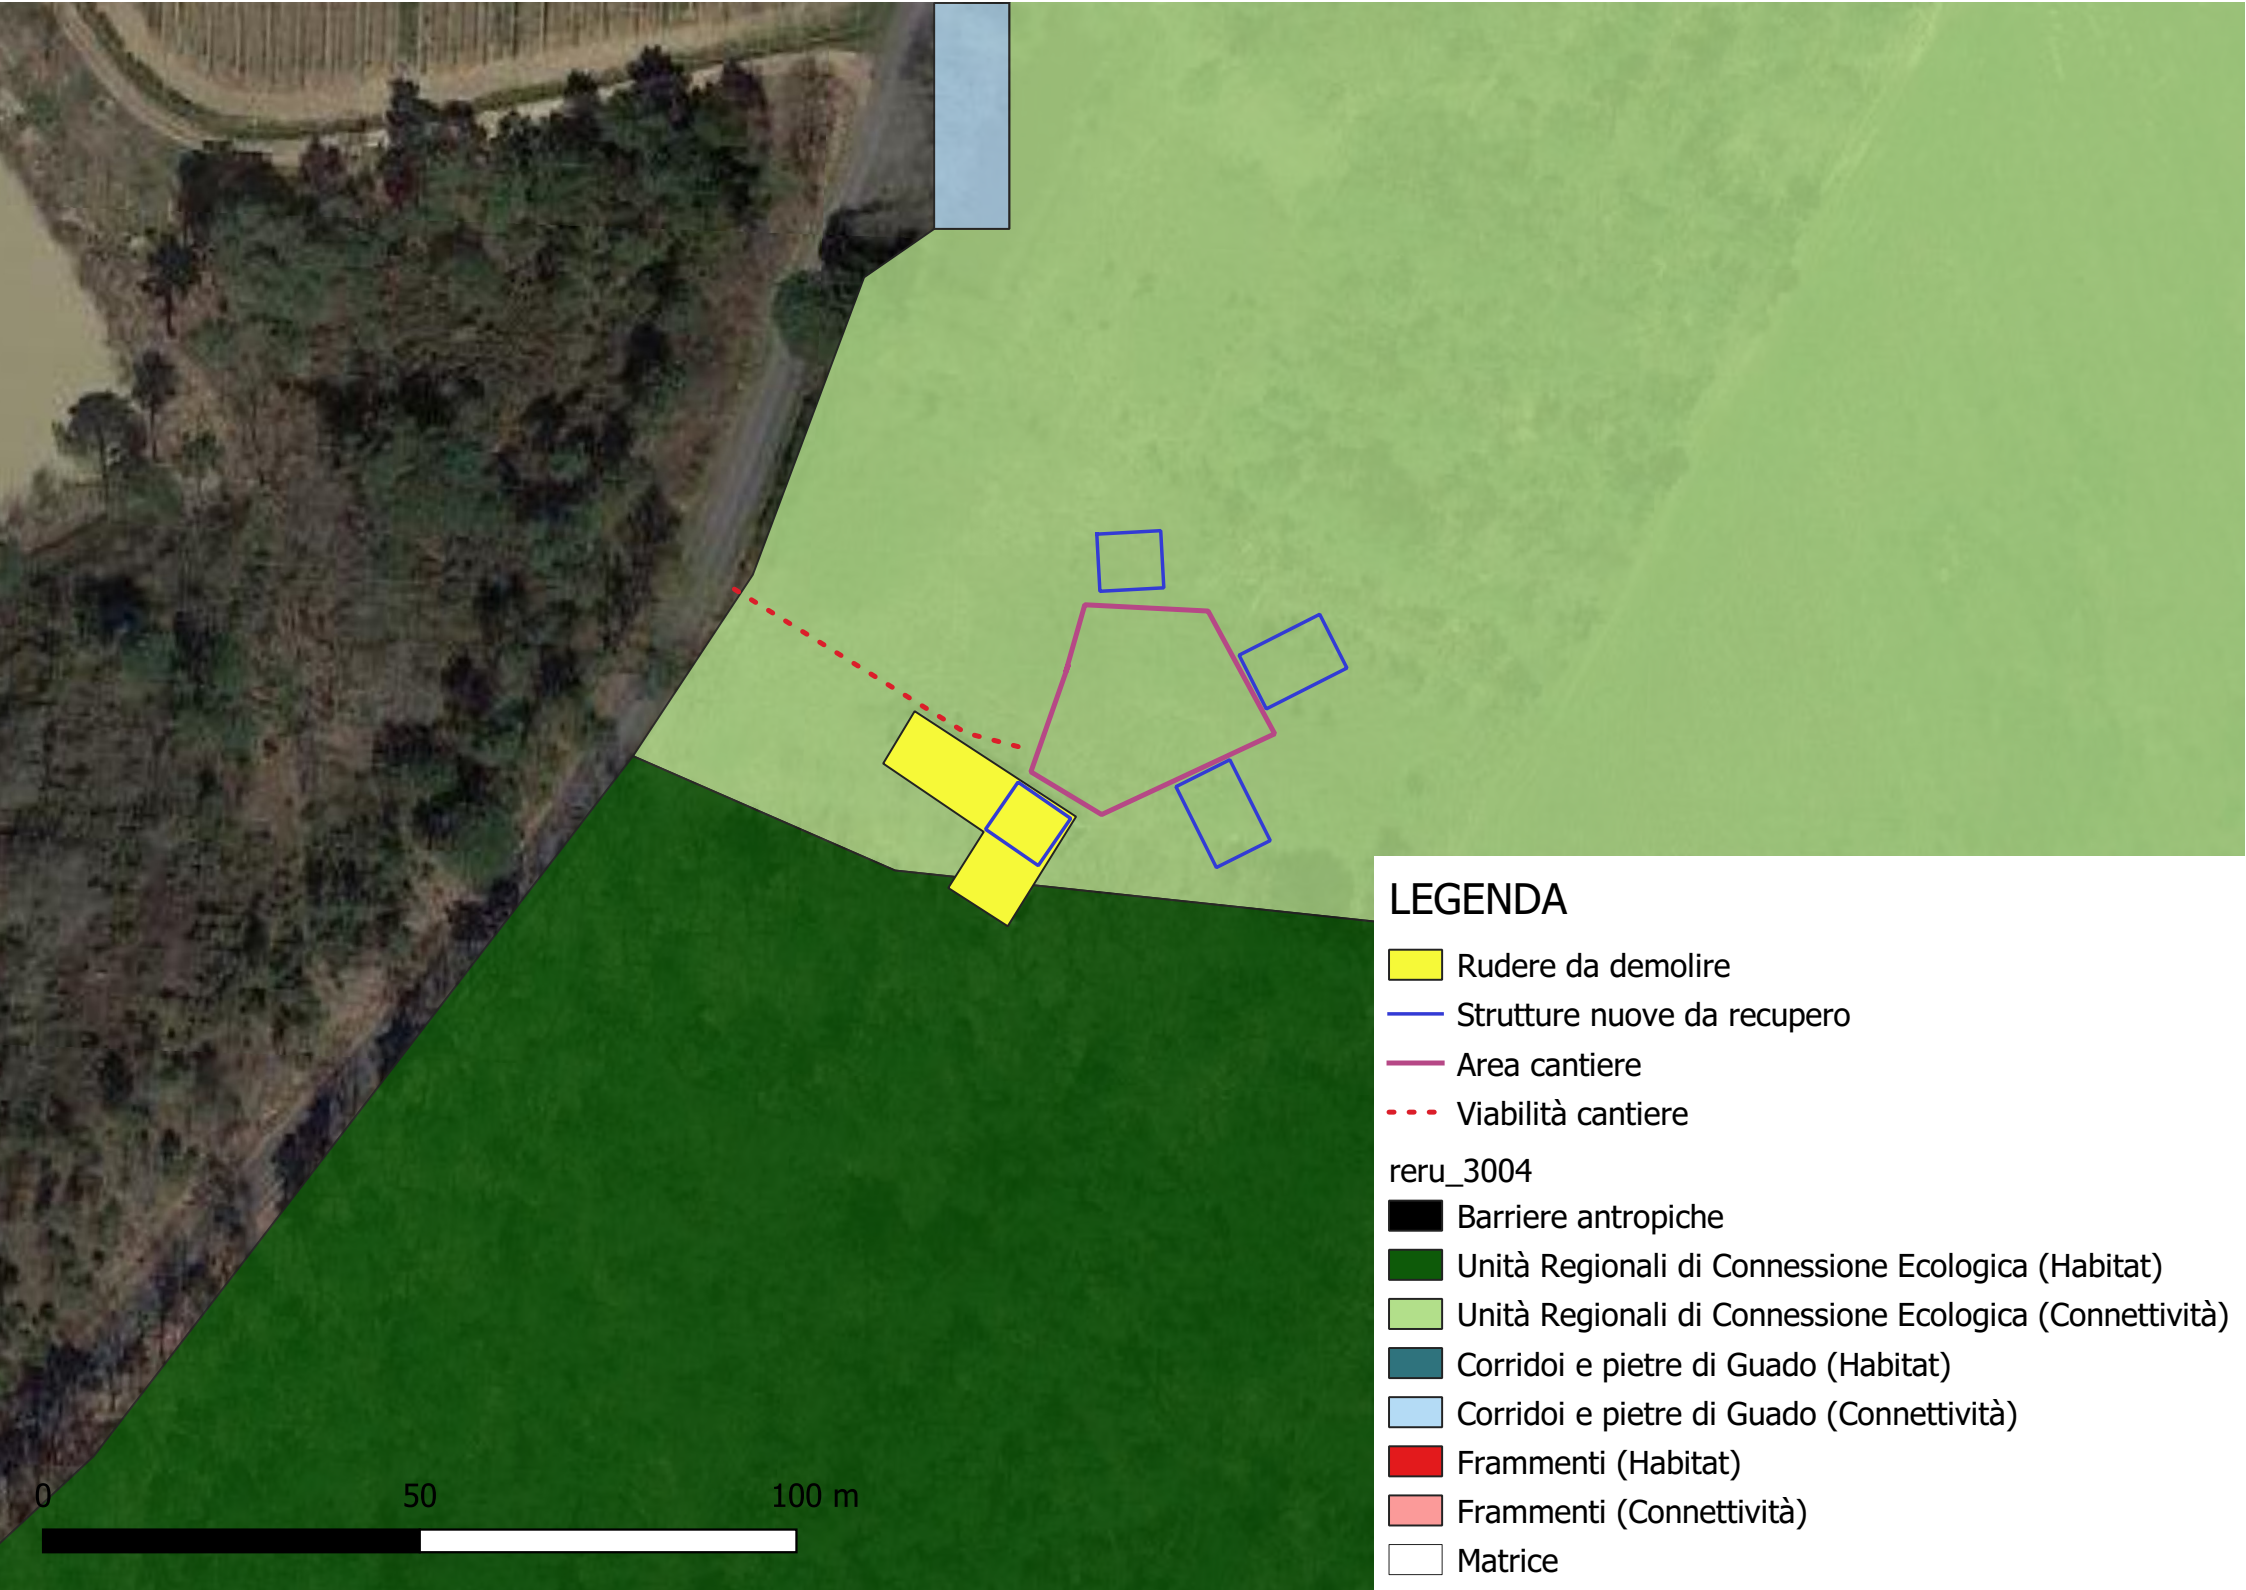 LEGENDA
Rudere da demolire
Strutture nuove da recupero
Area cantiere
Viabilità cantiere
reru_3004
Barriere antropiche
Unità Regionali di Connessione Ecologica (Habitat)
Unità Regionali di Connessione Ecologica (Connettività)
Corridoi e pietre di Guado (Habitat)
Corridoi e pietre di Guado (Connettività)
Frammenti (Habitat)
Frammenti (Connettività)
Matrice
0 50 100 m